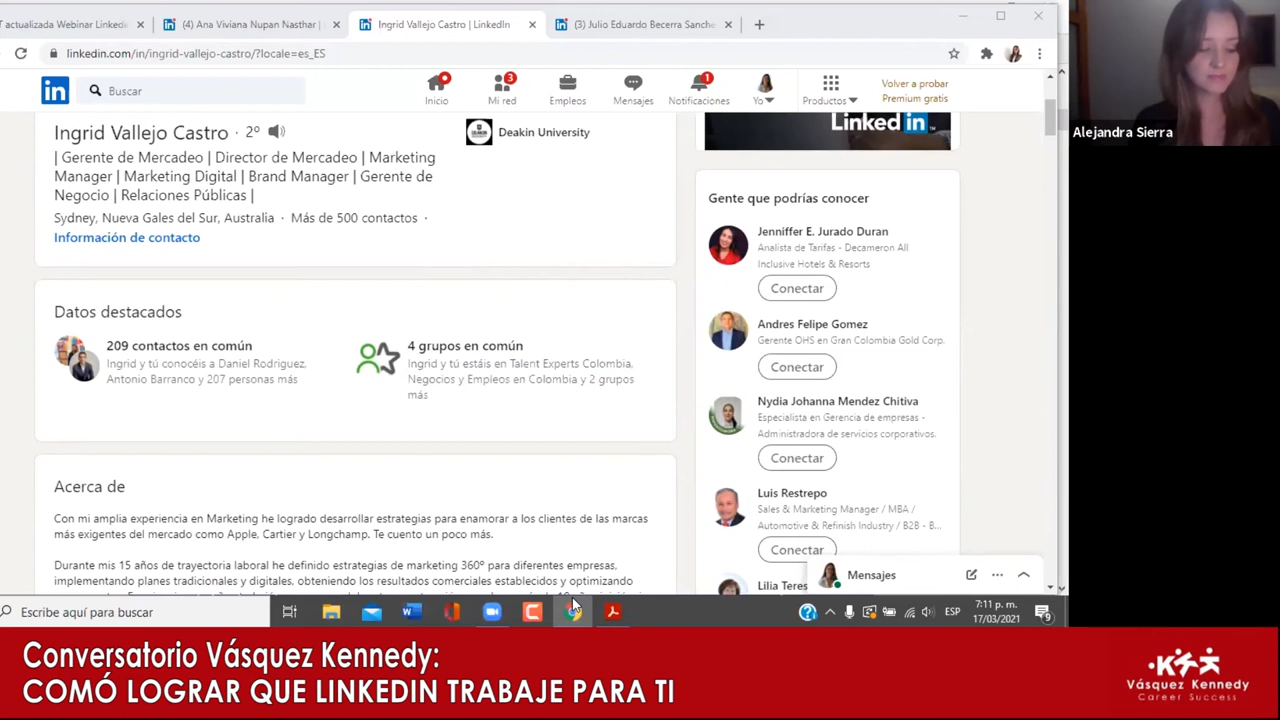 T actualizada Webinar Linkedin
(4) Ana Viviana Nupan Nasthar |
Ingrid Vallejo Castro | LinkedIn
(3) Julio Eduardo Becerra Sanche
linkedin.com/in/ingrid-vallejo-castro/?locale=es_ES
Buscar
Inicio
3
Mi red
Empleos
Mensajes
1
Notificaciones
Yo
Productos
Volver a probar
Premium gratis
Alejandra Sierra
Ingrid Vallejo Castro · 2º
| Gerente de Mercadeo | Director de Mercadeo | Marketing
Manager | Marketing Digital | Brand Manager | Gerente de
Negocio | Relaciones Públicas |
Sydney, Nueva Gales del Sur, Australia · Más de 500 contactos ·
Información de contacto
Deakin University
Linked in
Datos destacados
209 contactos en común
Ingrid y tú conocéis a Daniel Rodriguez,
Antonio Barranco y 207 personas más
4 grupos en común
Ingrid y tú estáis en Talent Experts Colombia,
Negocios y Empleos en Colombia y 2 grupos
más
Acerca de
Con mi amplia experiencia en Marketing he logrado desarrollar estrategias para enamorar a los clientes de las marcas
más exigentes del mercado como Apple, Cartier y Longchamp. Te cuento un poco más.
Durante mis 15 años de trayectoria laboral he definido estrategias de marketing 360º para diferentes empresas,
implementando planes tradicionales y digitales, obteniendo los resultados comerciales establecidos y optimizando
Gente que podrías conocer
Jenniffer E. Jurado Duran
Analista de Tarifas - Decameron All
Inclusive Hotels & Resorts
Conectar
Andres Felipe Gomez
Gerente OHS en Gran Colombia Gold Corp.
Conectar
Nydia Johanna Mendez Chitiva
Especialista en Gerencia de empresas -
Administradora de servicios corporativos.
Conectar
Luis Restrepo
Sales & Marketing Manager / MBA /
Automotive & Refinish Industry / B2B - B...
Conectar
Lilia Teres
Mensajes
Escribe aquí para buscar
ESP
7:11 p. m.
17/03/2021
9
Conversatorio Vásquez Kennedy:
COMÓ LOGRAR QUE LINKEDIN TRABAJE PARA TI
Vásquez Kennedy
Career Success